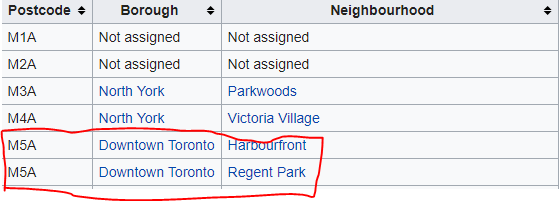 Postcode Borough Neighbourhood
M1A Not assigned Not assigned
M2A Not assigned Not assigned
M3A North York Parkwoods
M4A North York Victoria Village
M5A Downtown Toronto Harbourfront
M5A Downtown Toronto Regent Park